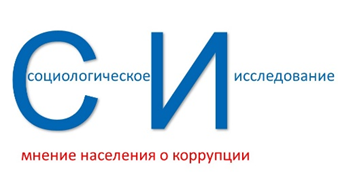 Социологическое Исследование
мнение населения о коррупции